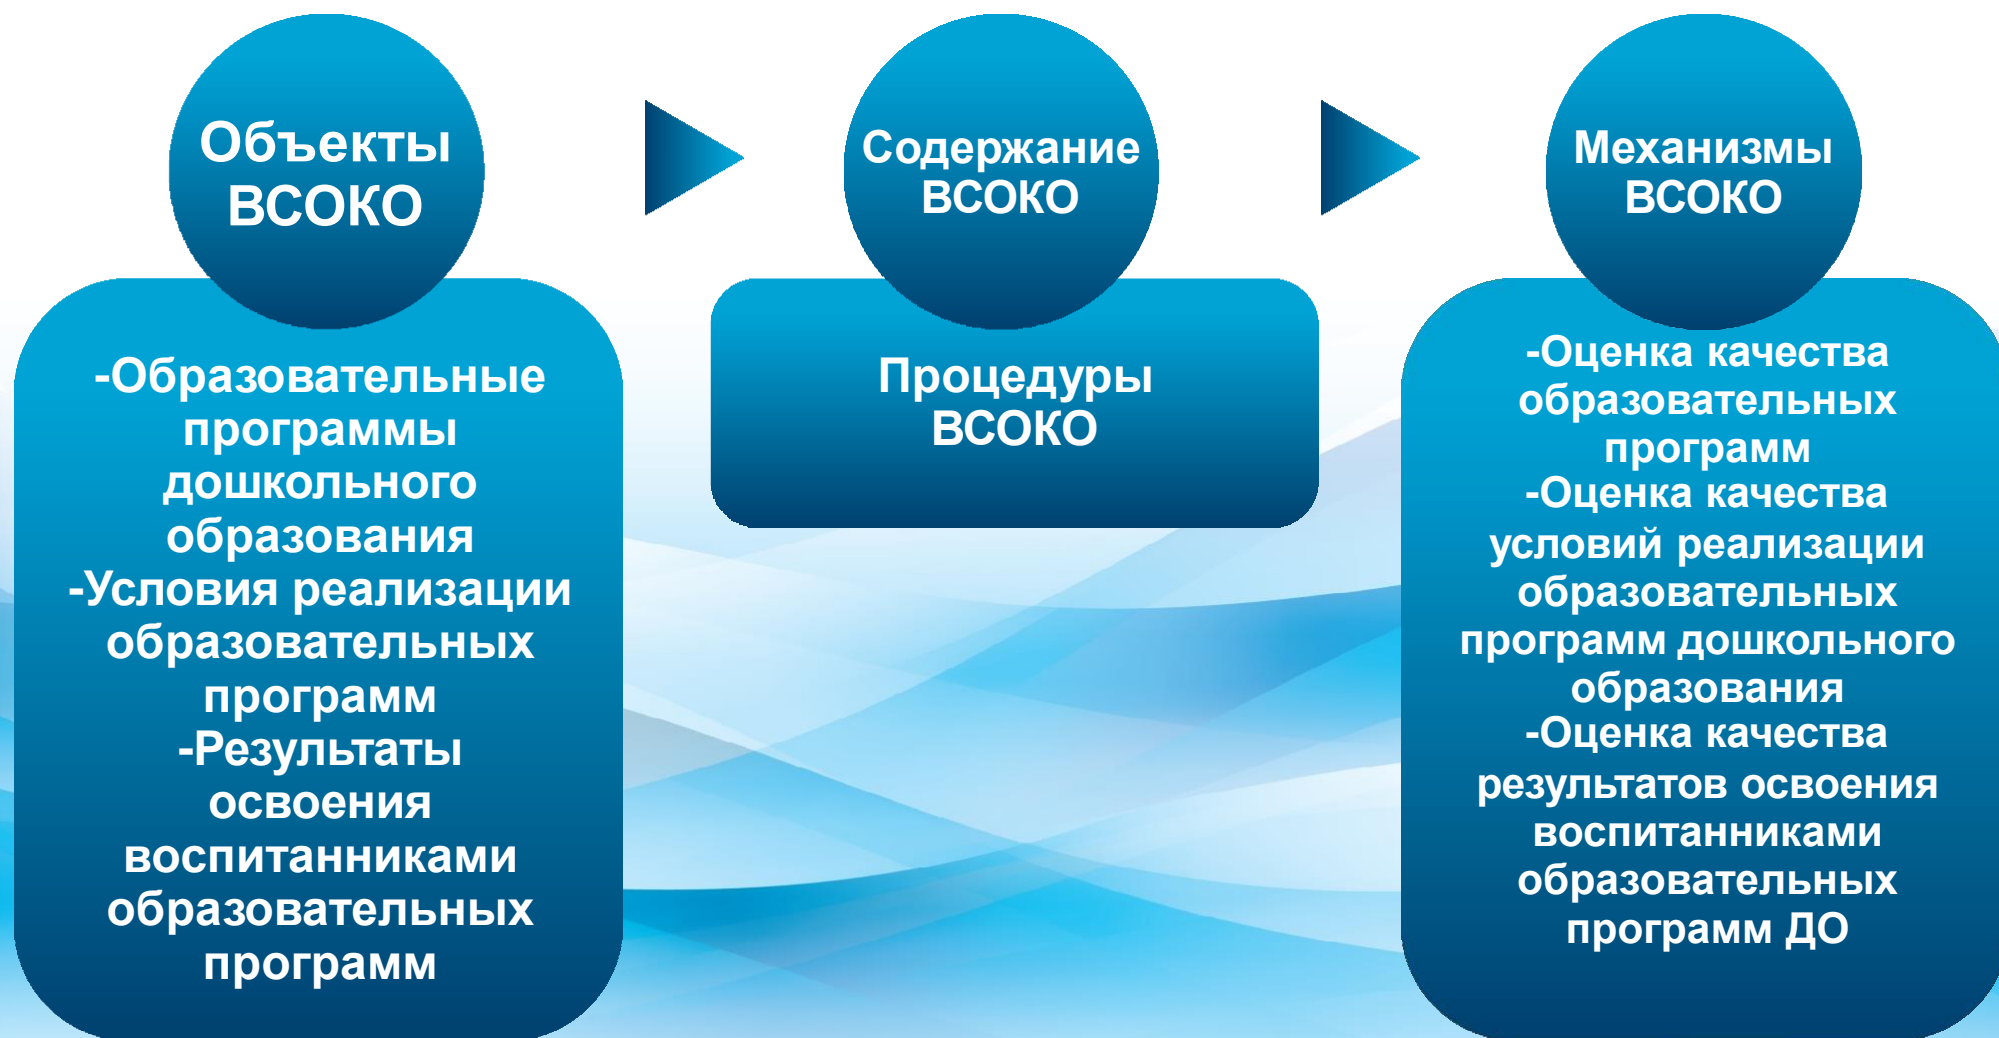 Объекты
ВСОКО
-Образовательные
программы
дошкольного
образования
-Условия реализации
образовательных
программ
-Результаты
освоения
воспитанниками
образовательных
программ
Содержание
ВСОКО
Процедуры
ВСОКО
Механизмы
ВСОКО
-Оценка качества
образовательных
программ
-Оценка качества
условий реализации
образовательных
программ дошкольного
образования
-Оценка качества
результатов освоения
воспитанниками
образовательных
программ ДО